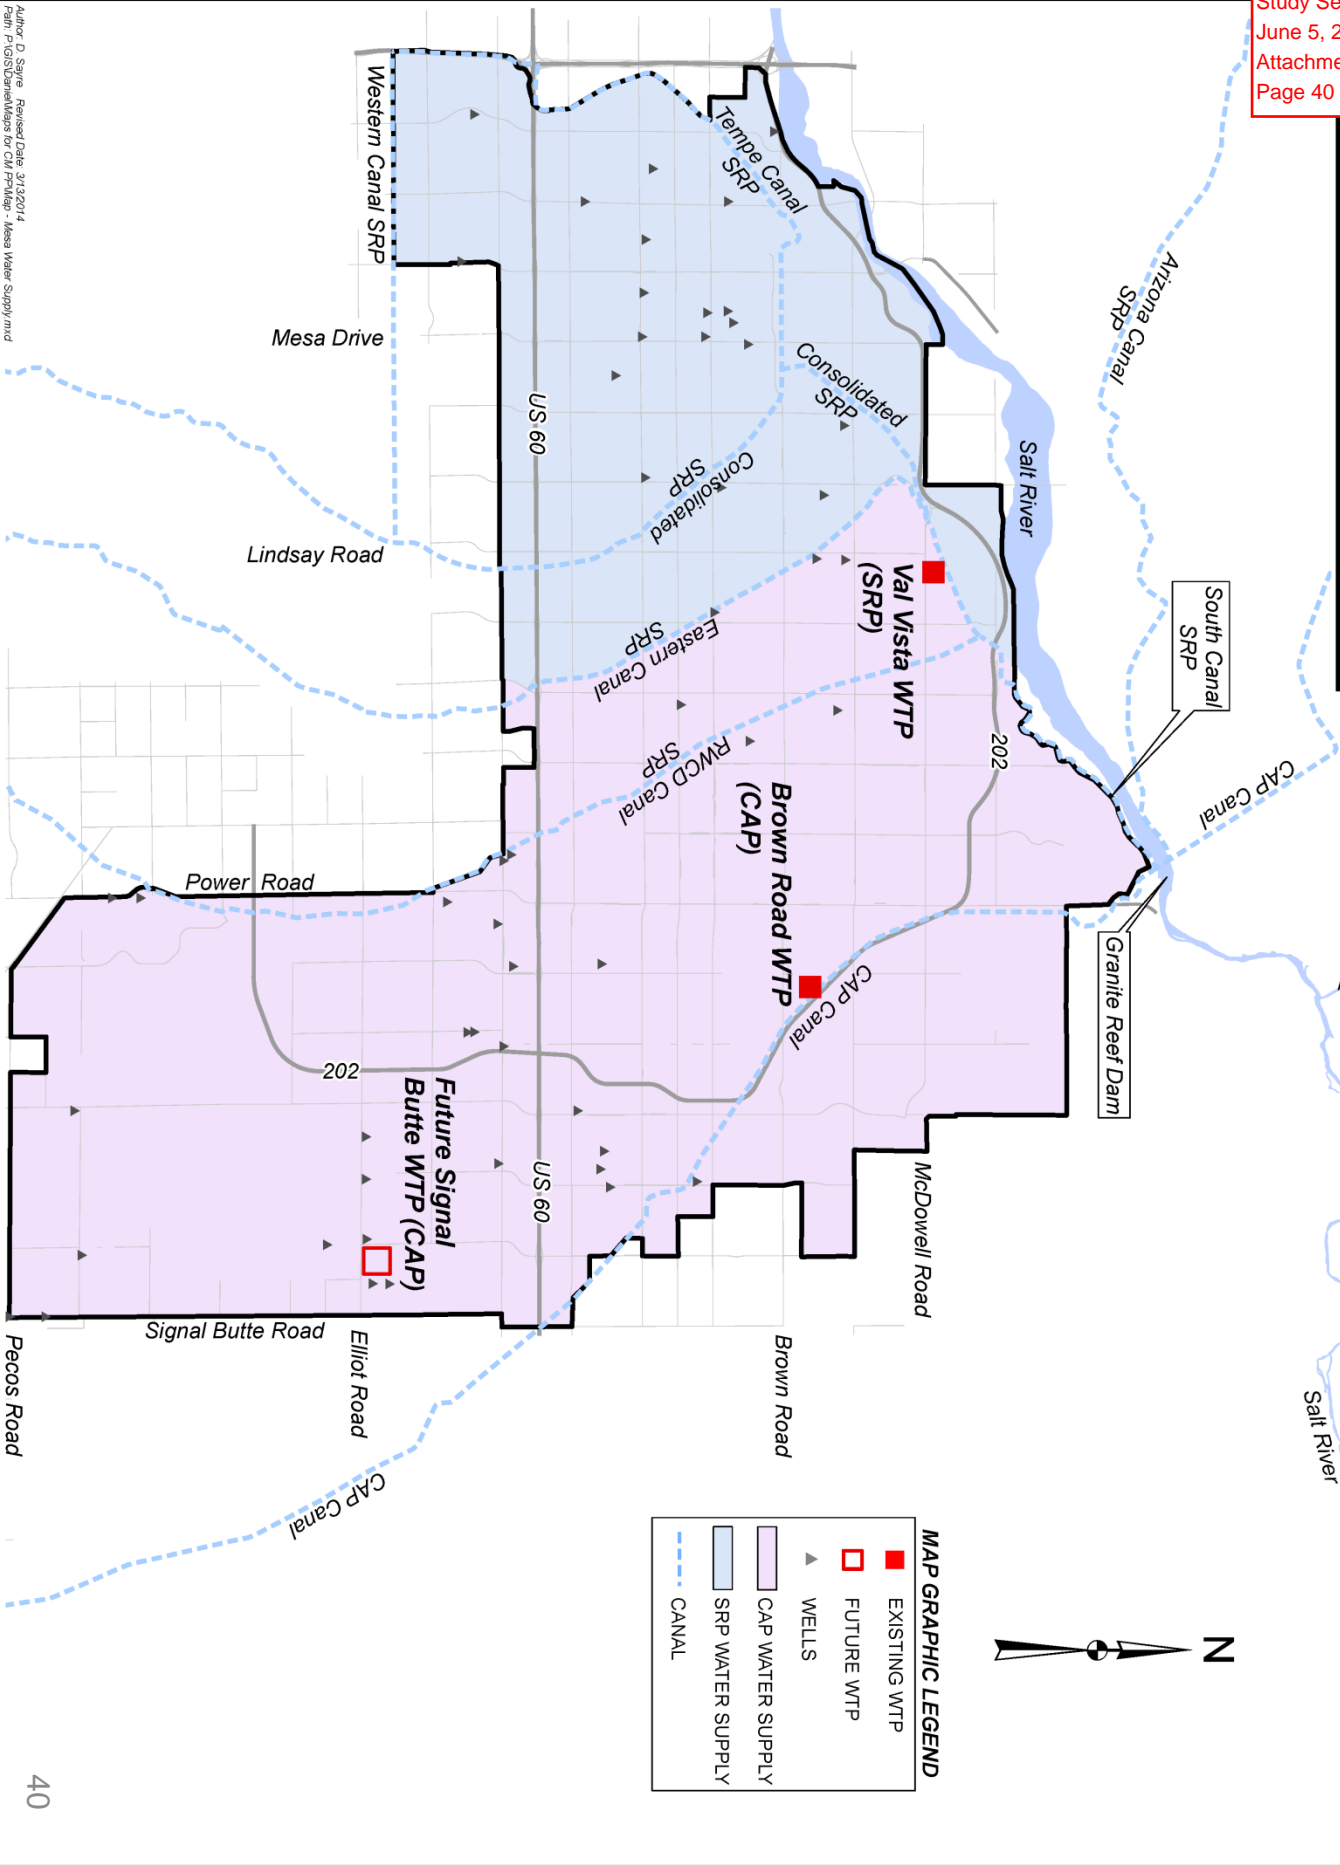 Study Se
June 5, 2
Attachme
Page 40
Author: D. Sayre   Revised Date: 3/13/2014
Path: P:\GIS\Daniel\Maps for CM PP\Map - Mesa Water Supply.mxd
Western Canal SRP
Tempe Canal
SRP
Arizona Canal
SRP
Mesa Drive
US 60
Consolidated
SRP
Consolidated
SRP
Salt River
Lindsay Road
Val Vista WTP
(SRP)
South Canal
SRP
Eastern Canal
SRP
RWCD Canal
SRP
202
CAP Canal
Brown Road WTP
(CAP)
Power Road
Granite Reef Dam
CAP Canal
202
Future Signal
Butte WTP (CAP)
US 60
McDowell Road
Signal Butte Road
Pecos Road
Elliot Road
Brown Road
Salt River
CAP Canal
MAP GRAPHIC LEGEND
EXISTING WTP
FUTURE WTP
WELLS
CAP WATER SUPPLY
SRP WATER SUPPLY
CANAL
N
40